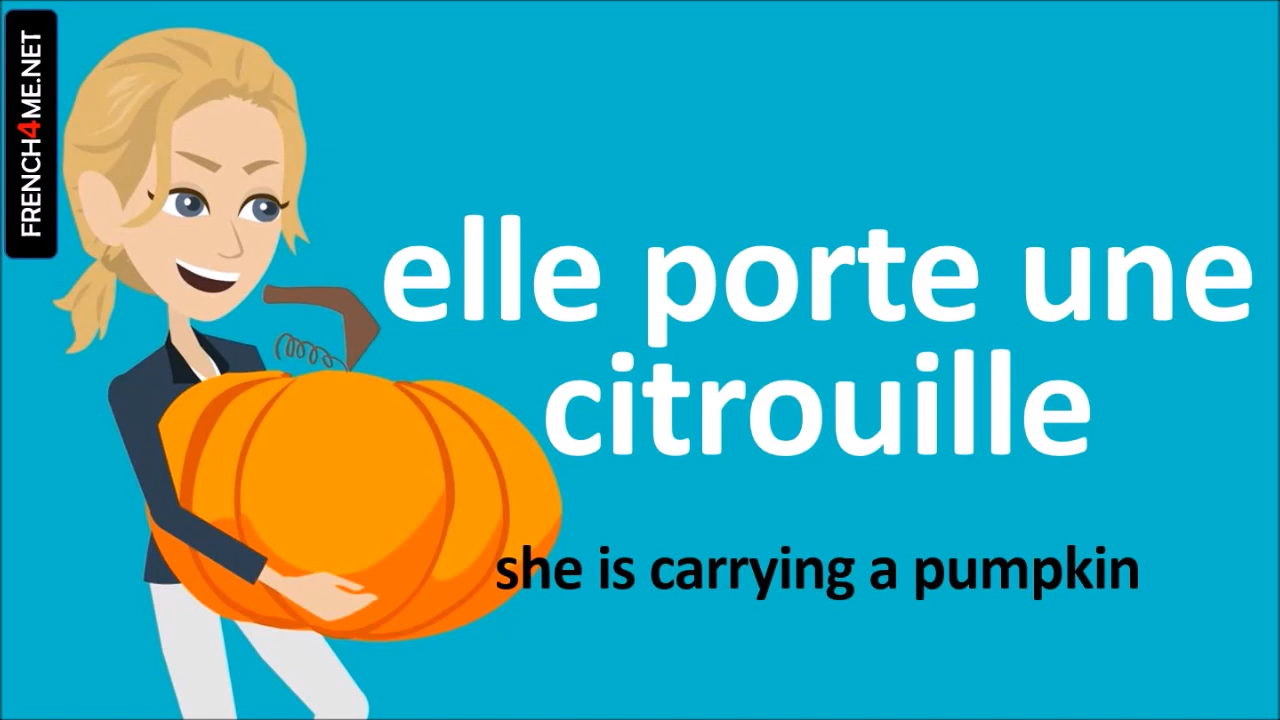 FRENCH4ME.NET
elle porte une
citrouille
she is carrying a pumpkin